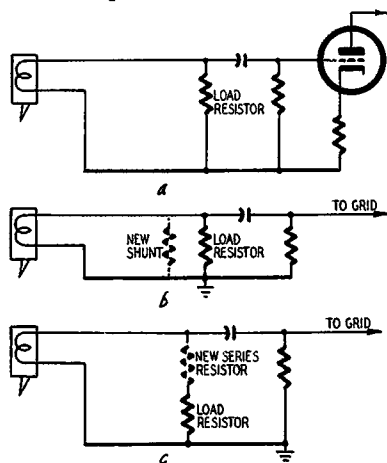 LOAD
RESISTOR
a
TO GRID
NEW
SHUNT
LOAD
RESISTOR
b
TO GRID
NEW SERIES
RESISTOR
LOAD
RESISTOR
c